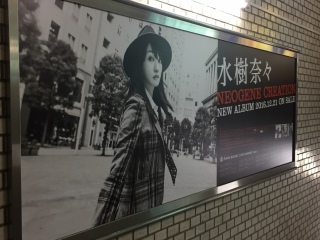 水樹奈々
NEOGENE CREATION
NEW ALBUM 2016.12.21 ON SALE